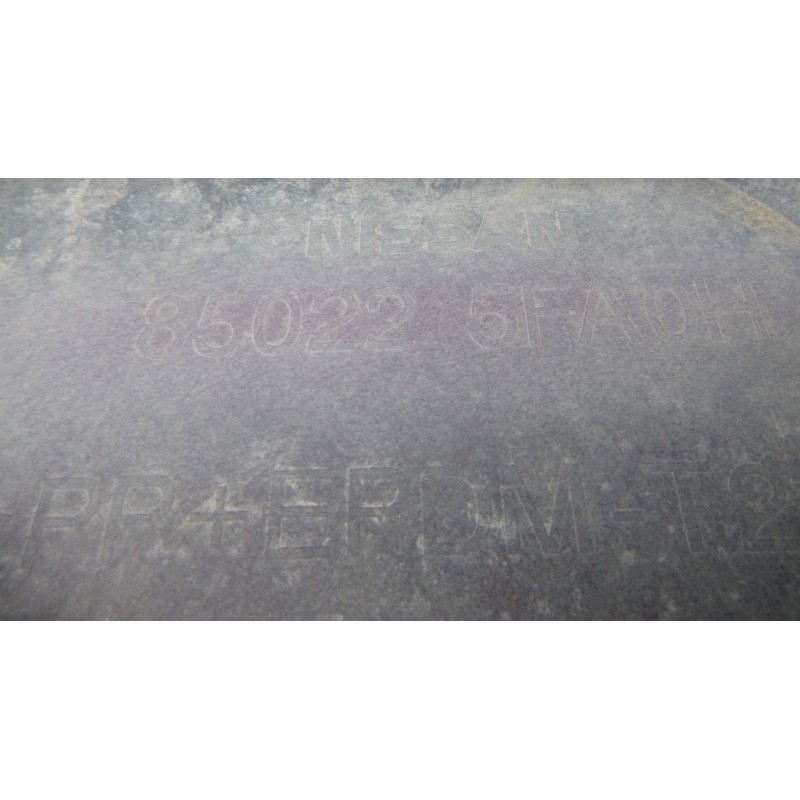 NISSAN
85022 5FA0H
PP+EPDM-T2